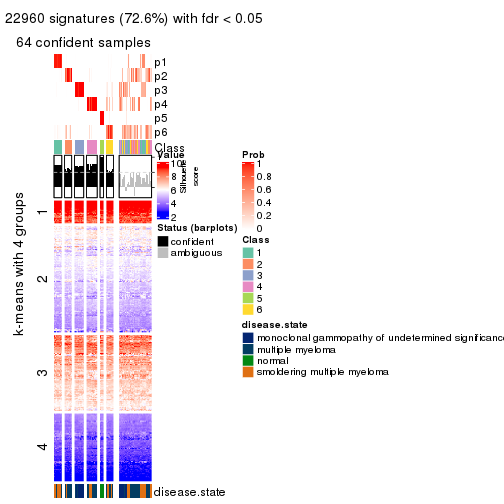 22960 signatures (72.6%) with fdr < 0.05
64 confident samples
p1
p2
p3
p4
p5
p6
Class
Silhouette
score
k-means with 4 groups
1
2
3
4
disease.state
Value
10
8
6
4
2
Status (barplots)
confident
ambiguous
Prob
1
0.8
0.6
0.4
0.2
0
Class
1
2
3
4
5
6
disease.state
monoclonal gammopathy of undetermined significance
multiple myeloma
normal
smoldering multiple myeloma